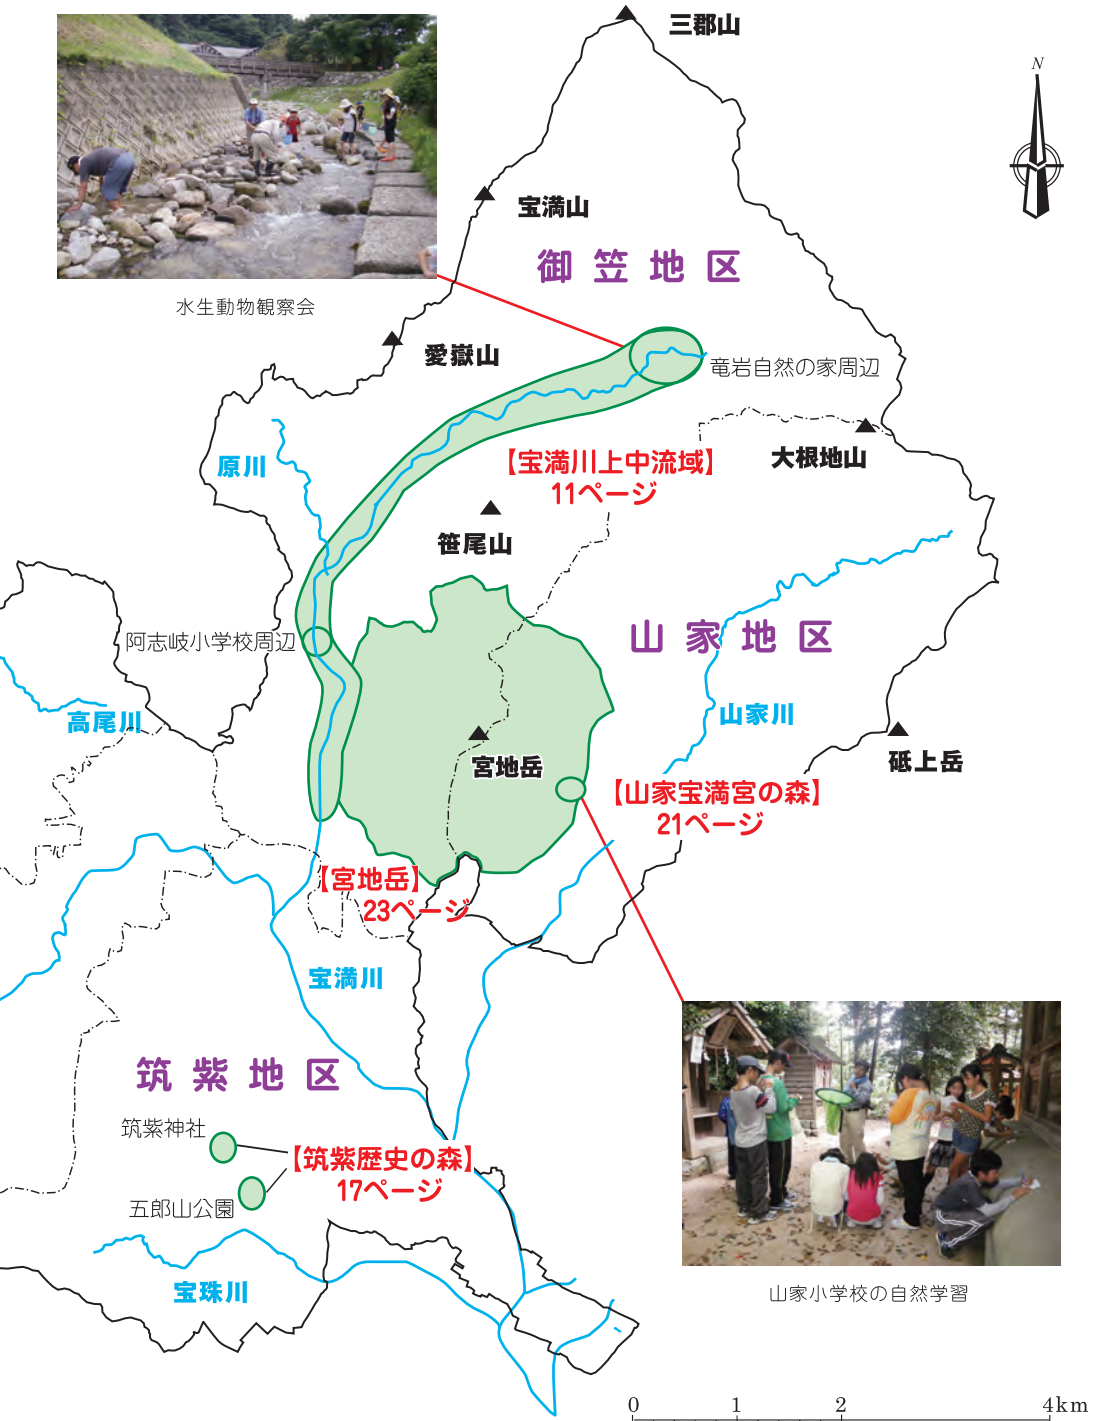 三郡山
N
宝満山
御笠地区
水生動物観察会
愛嶽山
竜岩自然の家周辺
原川
【宝満川上中流域】
11ページ
大根地山
笹尾山
阿志岐小学校周辺
山家地区
高尾川
山家川
宮地岳
砥上岳
【山家宝満宮の森】
21ページ
【宮地岳】
23ページ
宝満川
筑紫地区
筑紫神社
【筑紫歴史の森】
17ページ
五郎山公園
宝珠川
山家小学校の自然学習
0 1 2 4km